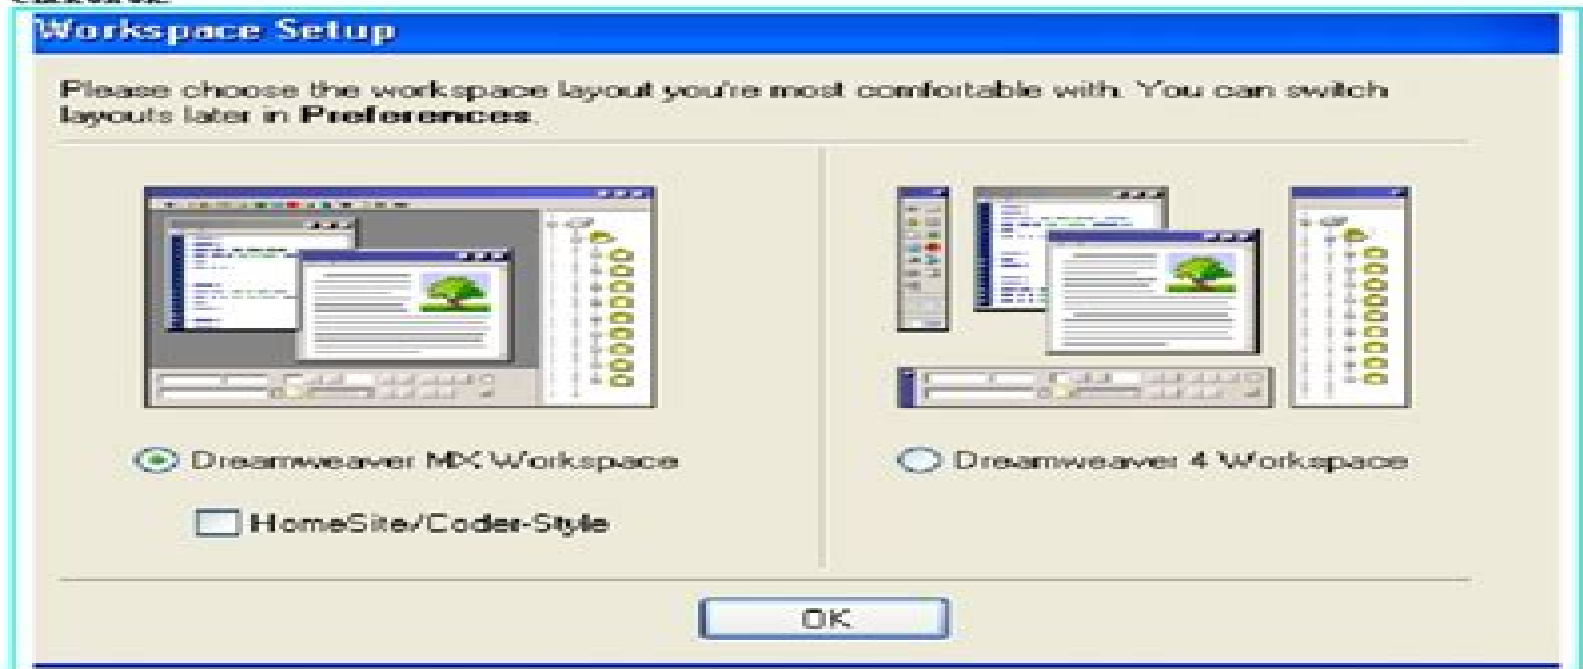 Workspace Setup
Please choose the workspace layout you're most comfortable with. You can switch
layouts later in Preferences.
Dreamweaver MX Workspace
Dreamweaver 4 Workspace
HomeSite/Coder-Style
OK